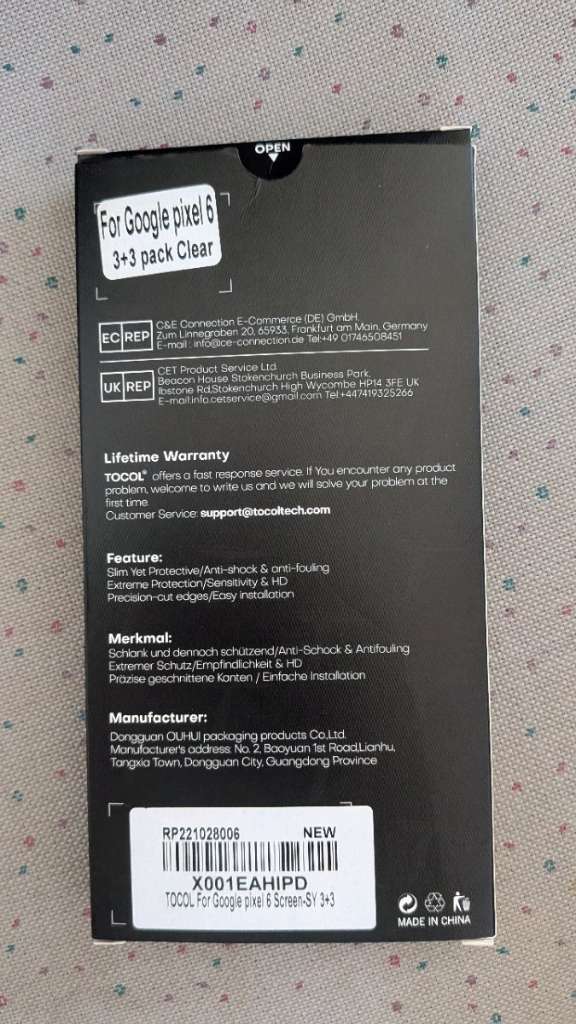 OPEN
For Google pixel 6
3+3 pack Clear
EC REP
C&E Connection E-Commerce (DE) GmbH.
Zum Linnegraben 20, 65933, Frankfurt am Main, Germany
E-mail: info@ce-connection.de Tel:+49 01746508451
UK REP
CET Product Service Ltd.
Beacon House Stokenchurch Business Park,
Ibstone Rd,Stokenchurch High Wycombe HP14 3FE UK
E-mail:info.cetservice@gmail.com Tel:+447419325266
Lifetime Warranty
TOCOL® offers a fast response service. If You encounter any product
problem, welcome to write us and we will solve your problem at the
first time.
Customer Service: support@tocoltech.com
Feature:
Slim Yet Protective/Anti-shock & anti-fouling
Extreme Protection/Sensitivity & HD
Precision-cut edges/Easy installation
Merkmal:
Schlank und dennoch schützend/Anti-Schock & Antifouling
Extremer Schutz/Empfindlichkeit & HD
Präzise geschnittene Kanten / Einfache Installation
Manufacturer:
Dongguan OUHUI packaging products Co.,Ltd.
Manufacturer's address: No. 2, Baoyuan 1st Road,Lianhu,
Tangxia Town, Dongguan City, Guangdong Province
RP221028006 NEW
X001EAHIPD
TOCOL For Google pixel 6 Screen-SY 3+3
MADE IN CHINA